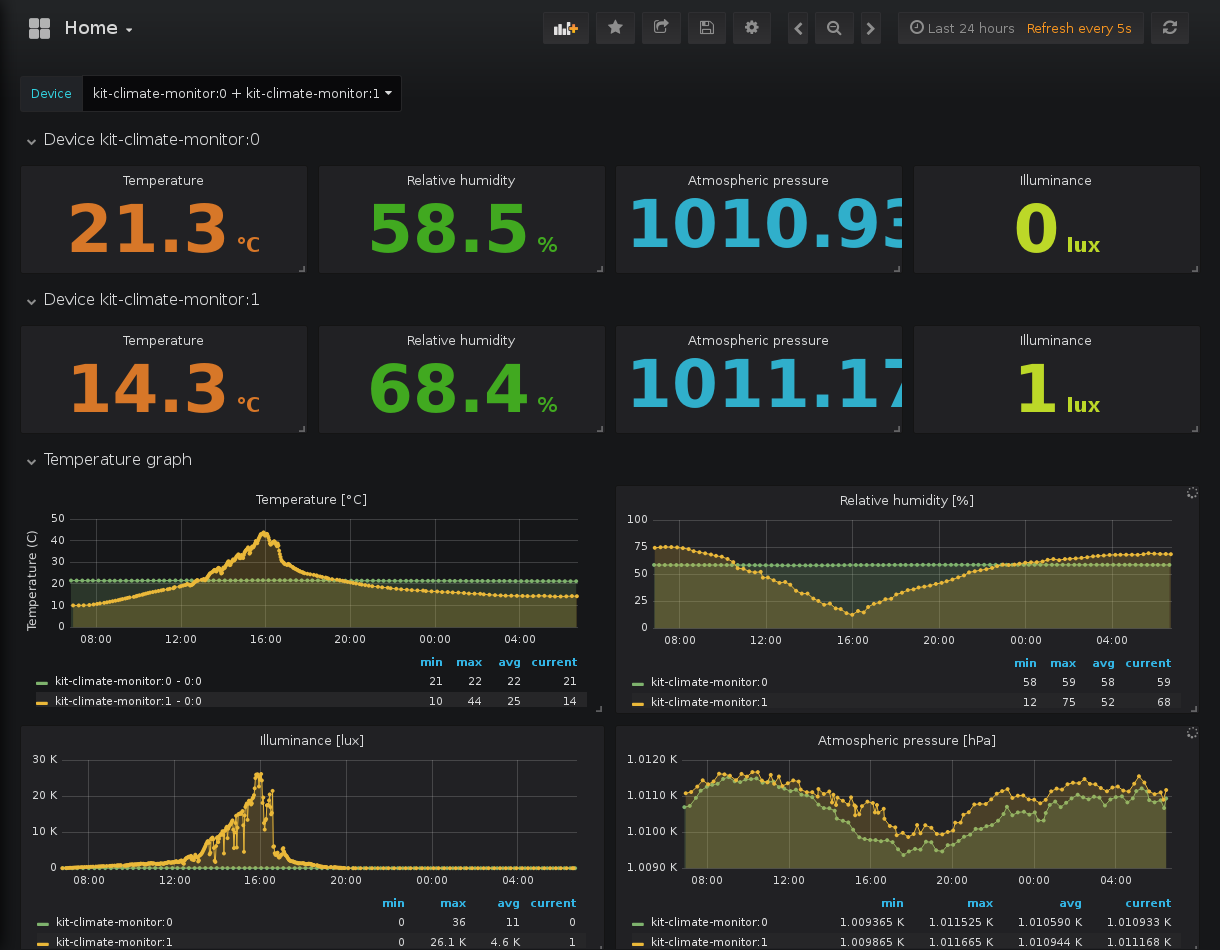 Home
Last 24 hours Refresh every 5s
Device kit-climate-monitor:0 + kit-climate-monitor:1
Device kit-climate-monitor:0
Temperature Relative humidity Atmospheric pressure Illuminance
21.3 °C 58.5 % 1010.93 0 lux
Device kit-climate-monitor:1
Temperature Relative humidity Atmospheric pressure Illuminance
14.3 °C 68.4 % 1011.17 1 lux
Temperature graph
Temperature [°C]
Temperature (C)
50
40
30
20
10
0
08:00 12:00 16:00 20:00 00:00 04:00
min max avg current
kit-climate-monitor:0 - 0:0 21 22 22 21
kit-climate-monitor:1 - 0:0 10 44 25 14
Relative humidity [%]
100
75
50
25
0
08:00 12:00 16:00 20:00 00:00 04:00
min max avg current
kit-climate-monitor:0 58 59 58 59
kit-climate-monitor:1 12 75 52 68
Illuminance [lux]
30 K
20 K
10 K
0
08:00 12:00 16:00 20:00 00:00 04:00
min max avg current
kit-climate-monitor:0 0 36 11 0
kit-climate-monitor:1 0 26.1 K 4.6 K 1
Atmospheric pressure [hPa]
1.0120 K
1.0110 K
1.0100 K
1.0090 K
08:00 12:00 16:00 20:00 00:00 04:00
min max avg current
kit-climate-monitor:0 1.009365 K 1.011525 K 1.010590 K 1.010933 K
kit-climate-monitor:1 1.009865 K 1.011665 K 1.010944 K 1.011168 K